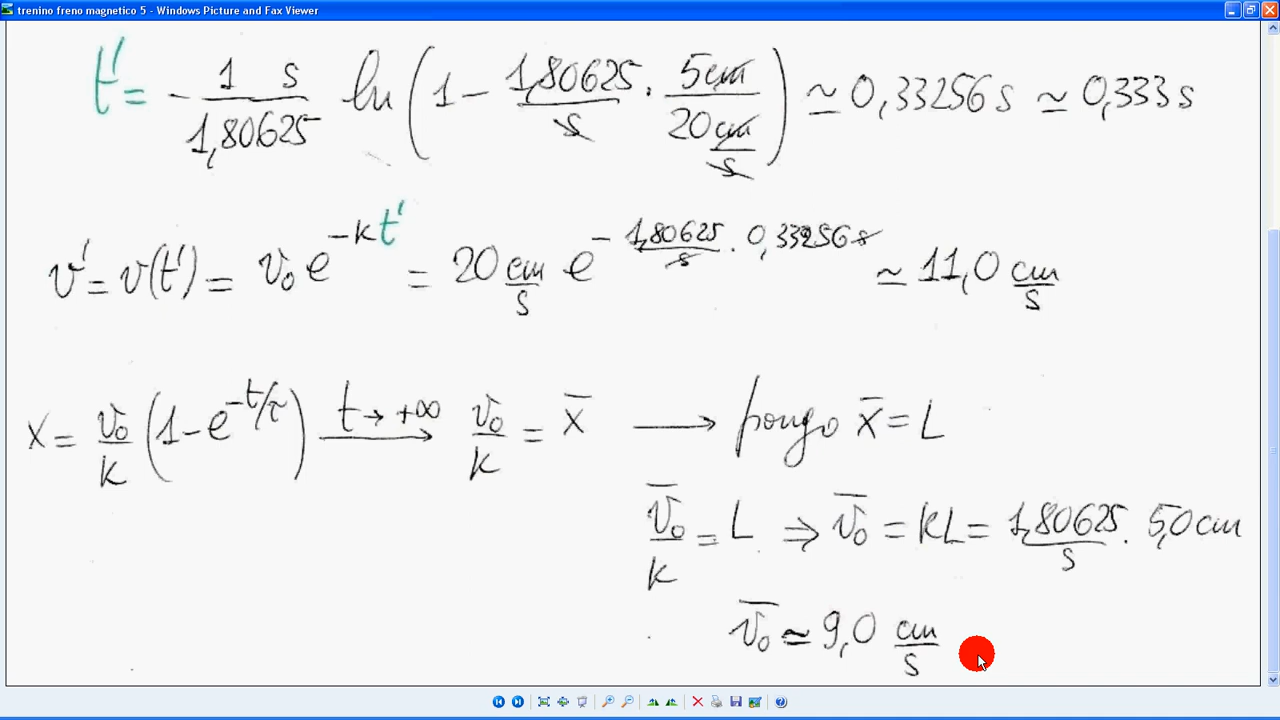 trenino freno magnetico 5 - Windows Picture and Fax Viewer
t' = - 1 s / 1,80625 ln ( 1 - 1,80625 / s · 5 cm / 20 cm/s ) ≃ 0,33256 s ≃ 0,333 s
v' = v(t') = v₀ e^(-kt') = 20 cm/s e^(- 1,80625 / s · 0,33256 s) ≃ 11,0 cm/s
x = v₀/k ( 1 - e^(-t/τ) ) t → +∞ v₀/k = x̄ → pongo x̄ = L
v̄₀/k = L ⇒ v̄₀ = kL = 1,80625 / s · 5,0 cm
v̄₀ ≃ 9,0 cm/s